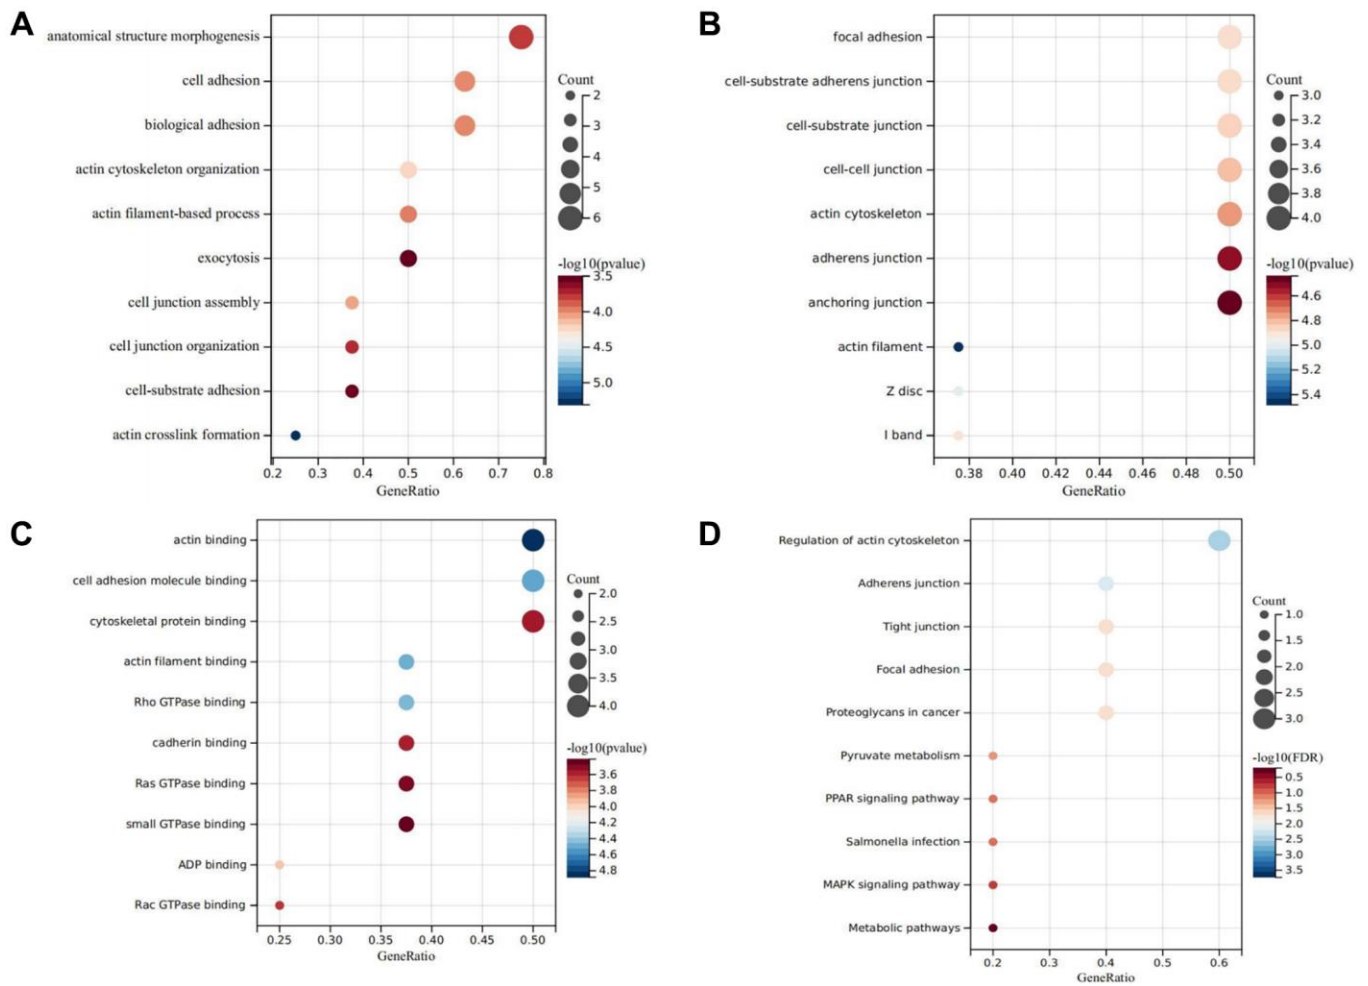 A
anatomical structure morphogenesis
cell adhesion
biological adhesion
actin cytoskeleton organization
actin filament-based process
exocytosis
cell junction assembly
cell junction organization
cell-substrate adhesion
actin crosslink formation
0.2 0.3 0.4 0.5 0.6 0.7 0.8
GeneRatio
Count
2
3
4
5
6
-log10(pvalue)
3.5
4.0
4.5
5.0
B
focal adhesion
cell-substrate adherens junction
cell-substrate junction
cell-cell junction
actin cytoskeleton
adherens junction
anchoring junction
actin filament
Z disc
I band
0.38 0.40 0.42 0.44 0.46 0.48 0.50
GeneRatio
Count
3.0
3.2
3.4
3.6
3.8
4.0
-log10(pvalue)
4.6
4.8
5.0
5.2
5.4
C
actin binding
cell adhesion molecule binding
cytoskeletal protein binding
actin filament binding
Rho GTPase binding
cadherin binding
Ras GTPase binding
small GTPase binding
ADP binding
Rac GTPase binding
0.25 0.30 0.35 0.40 0.45 0.50
GeneRatio
Count
2.0
2.5
3.0
3.5
4.0
-log10(pvalue)
3.6
3.8
4.0
4.2
4.4
4.6
4.8
D
Regulation of actin cytoskeleton
Adherens junction
Tight junction
Focal adhesion
Proteoglycans in cancer
Pyruvate metabolism
PPAR signaling pathway
Salmonella infection
MAPK signaling pathway
Metabolic pathways
0.2 0.3 0.4 0.5 0.6
GeneRatio
Count
1.0
1.5
2.0
2.5
3.0
-log10(FDR)
0.5
1.0
1.5
2.0
2.5
3.0
3.5